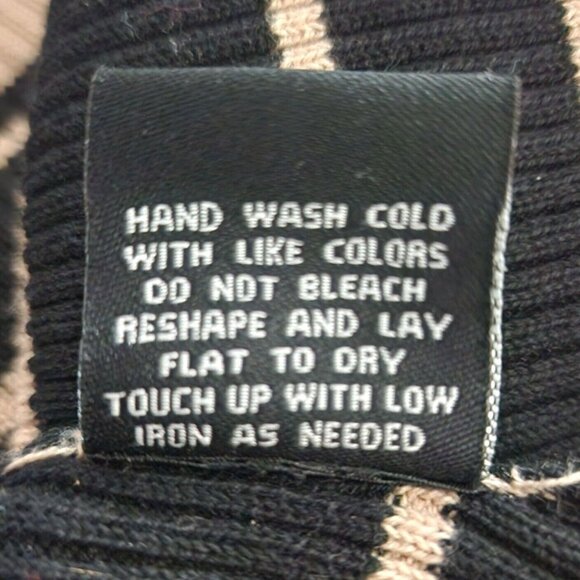 HAND WASH COLD
WITH LIKE COLORS
DO NOT BLEACH
RESHAPE AND LAY
FLAT TO DRY
TOUCH UP WITH LOW
IRON AS NEEDED